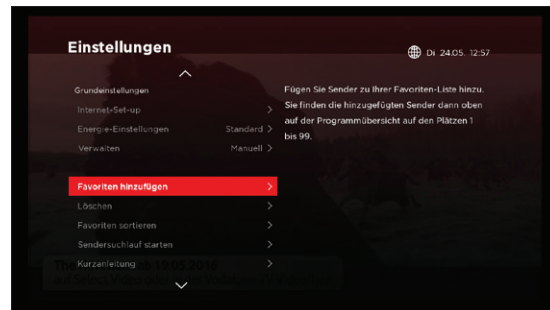 Einstellungen
Di 24.05. 12:57
Grundeinstellungen
Internet-Set-up
Energie-Einstellungen Standard
Verwalten Manuell
Favoriten hinzufügen
Löschen
Favoriten sortieren
Sendersuchlauf starten
Kurzanleitung
Fügen Sie Sender zu Ihrer Favoriten-Liste hinzu.
Sie finden die hinzugefügten Sender dann oben
auf der Programmübersicht auf den Plätzen 1
bis 99.